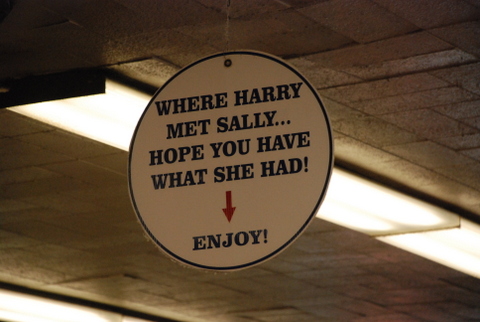 WHERE HARRY
MET SALLY...
HOPE YOU HAVE
WHAT SHE HAD!
ENJOY!